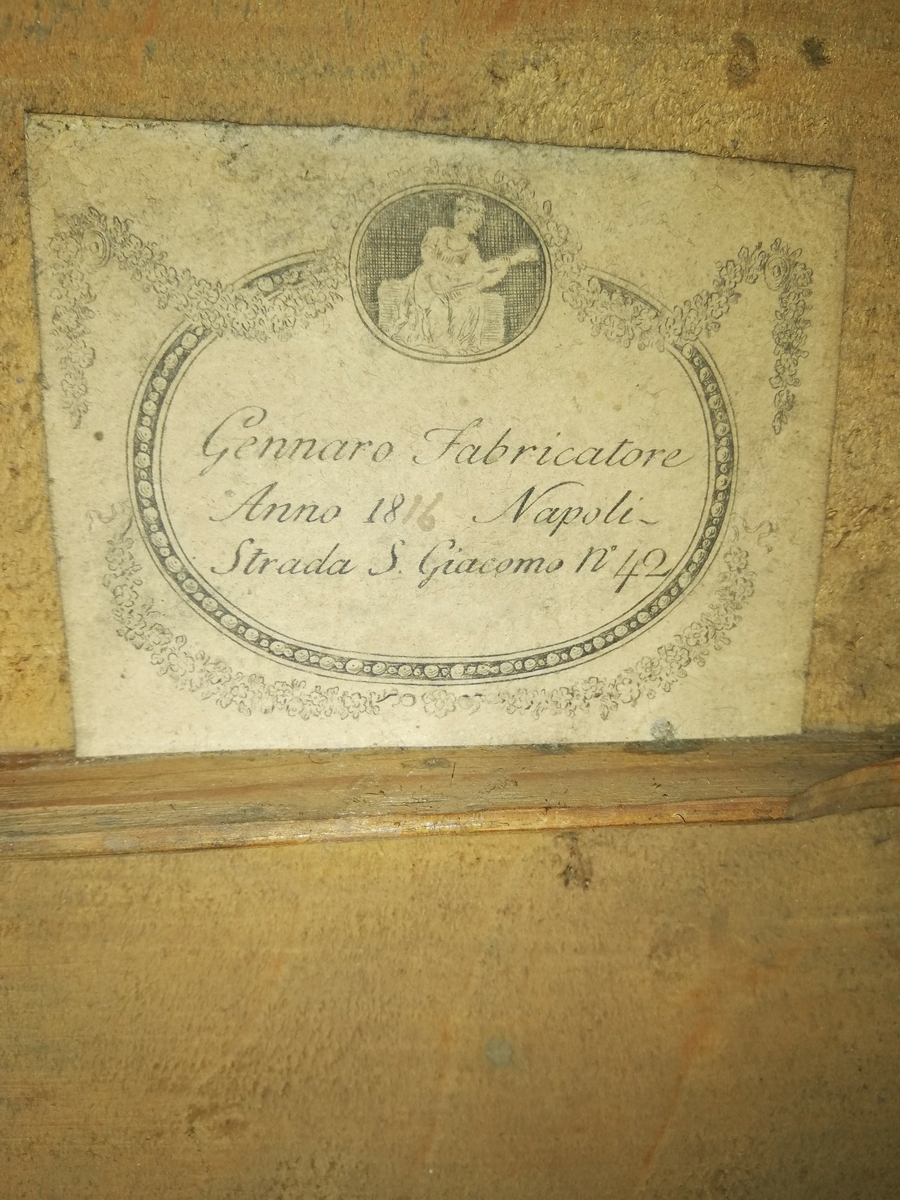 Gennaro Fabricatore
Anno 1816 Napoli
Strada S. Giacomo n° 42